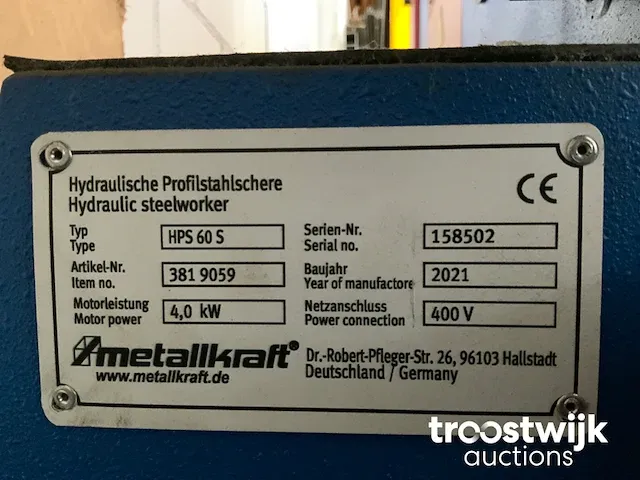 Hydraulische Profilstahlschere
Hydraulic steelworker
CE
Typ
Type
HPS 60 S
Serien-Nr.
Serial no.
158502
Artikel-Nr.
Item no.
381 9059
Baujahr
Year of manufactore
2021
Motorleistung
Motor power
4,0 kW
Netzanschluss
Power connection
400 V
metallkraft®
www.metallkraft.de
Dr.-Robert-Pfleger-Str. 26, 96103 Hallstadt
Deutschland / Germany
troostwijk
auctions